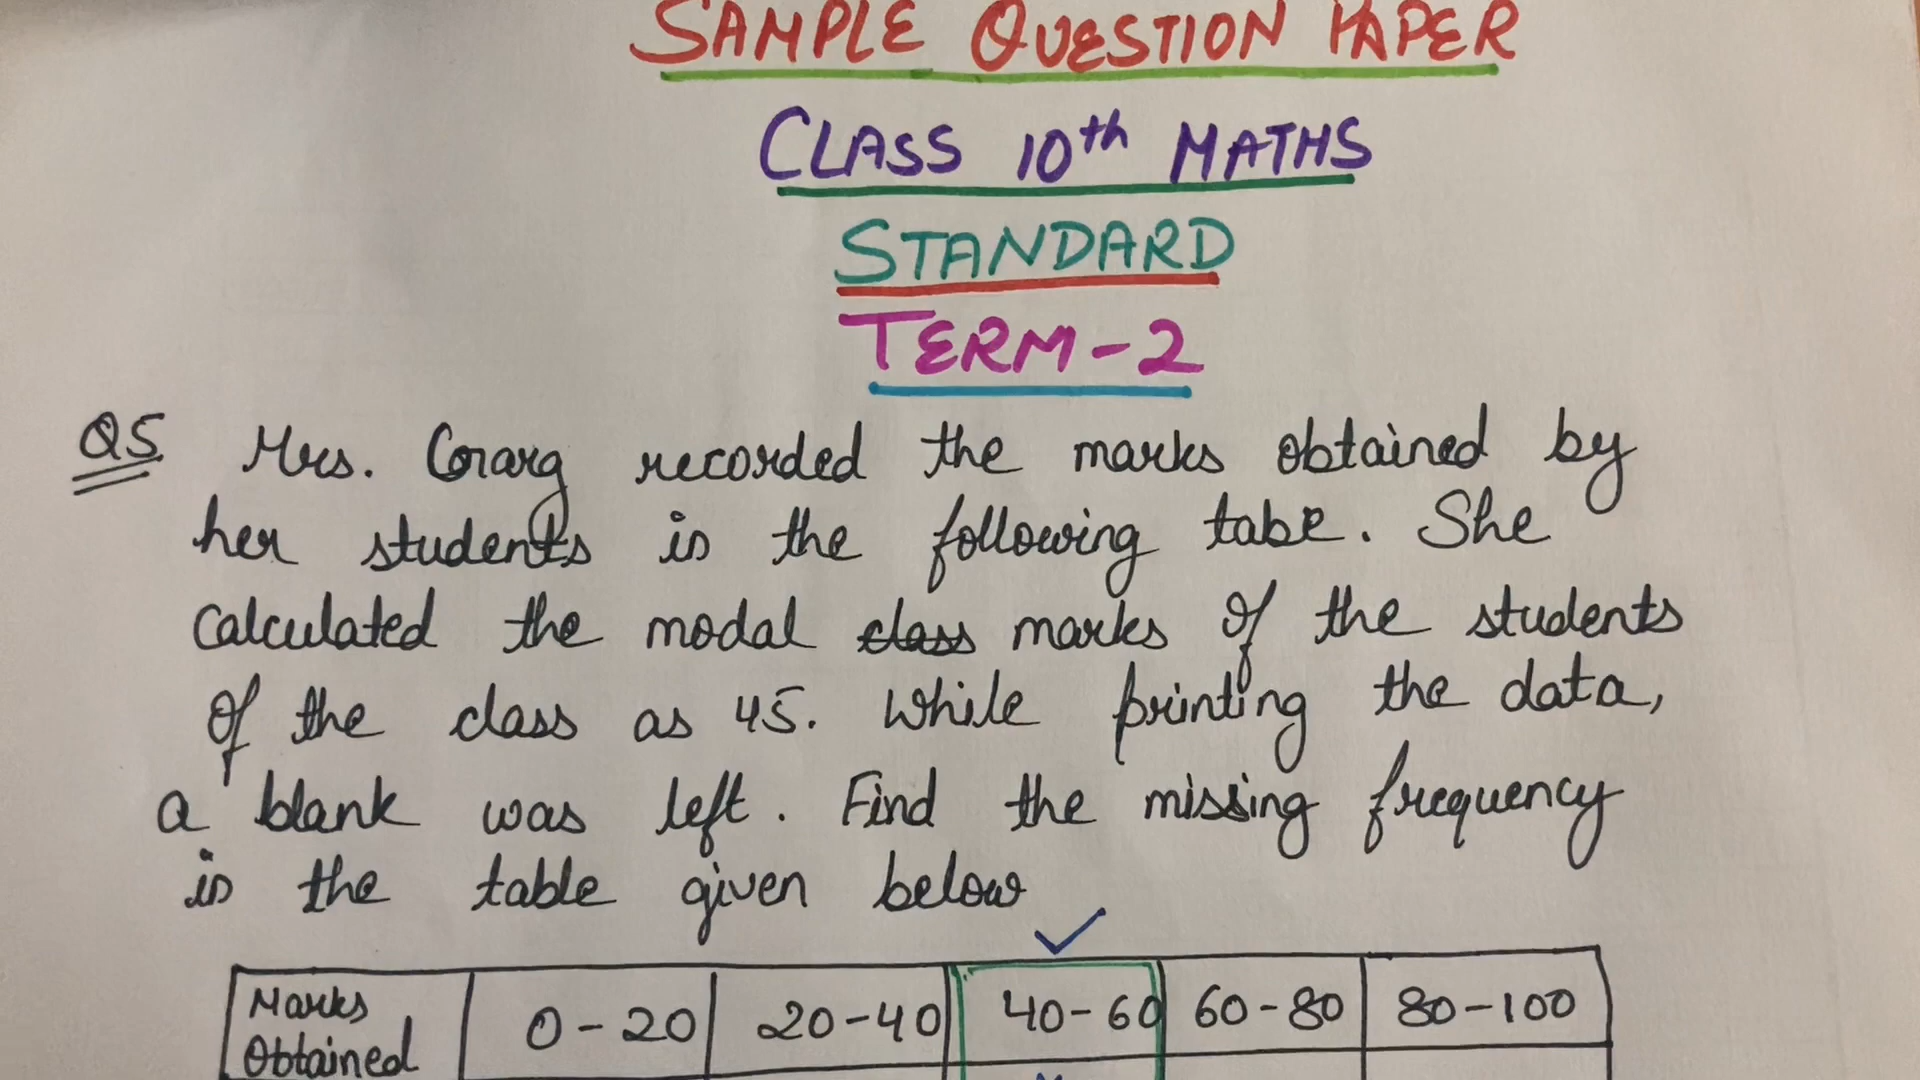 SAMPLE QUESTION PAPER
CLASS 10th MATHS
STANDARD
TERM-2
Q5 Mrs. Garg recorded the marks obtained by
her students in the following table. She
calculated the modal class marks of the students
of the class as 45. While printing the data,
a blank was left. Find the missing frequency
in the table given below
Marks Obtained 0-20 20-40 40-60 60-80 80-100